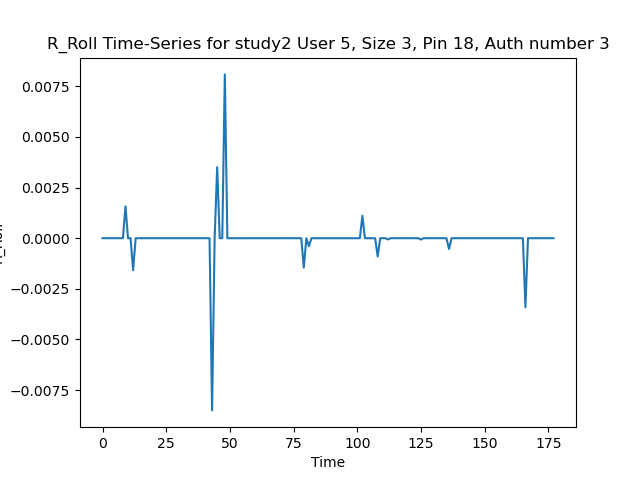 R_Roll Time-Series for study2 User 5, Size 3, Pin 18, Auth number 3
0.0075
0.0050
0.0025
0.0000
−0.0025
−0.0050
−0.0075
R_Roll
0 25 50 75 100 125 150 175
Time